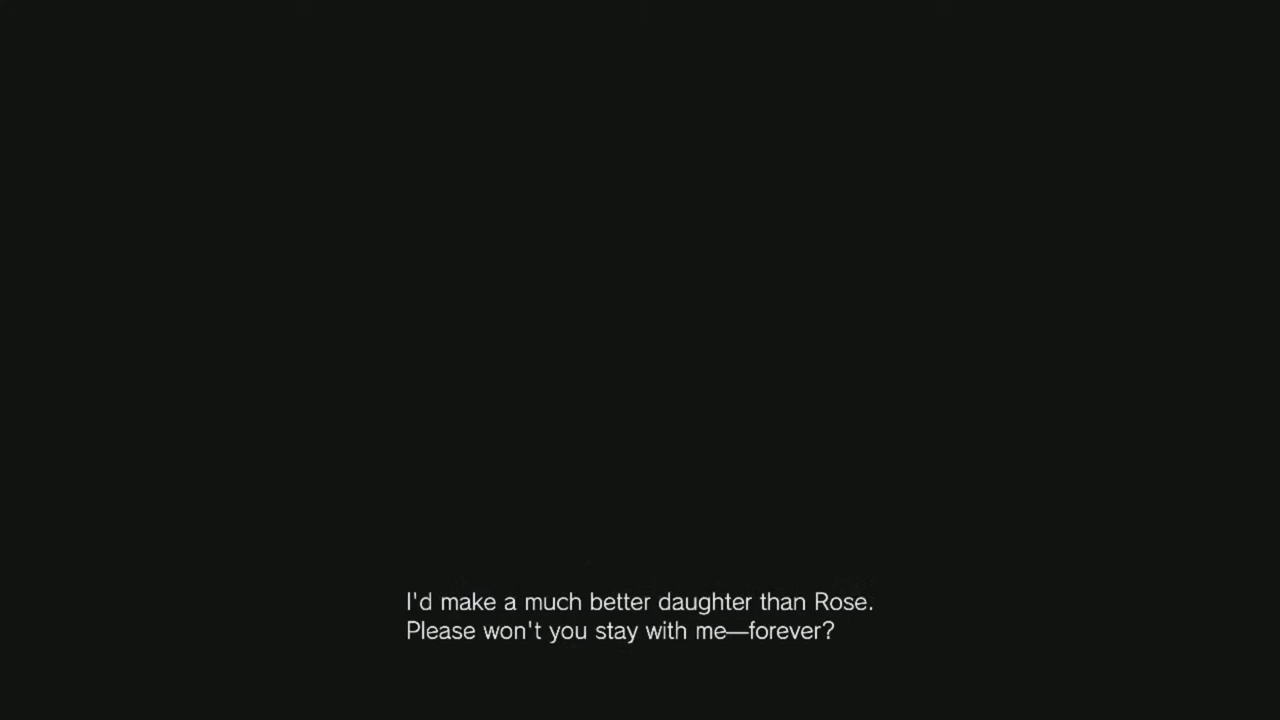 I'd make a much better daughter than Rose.
Please won't you stay with me—forever?